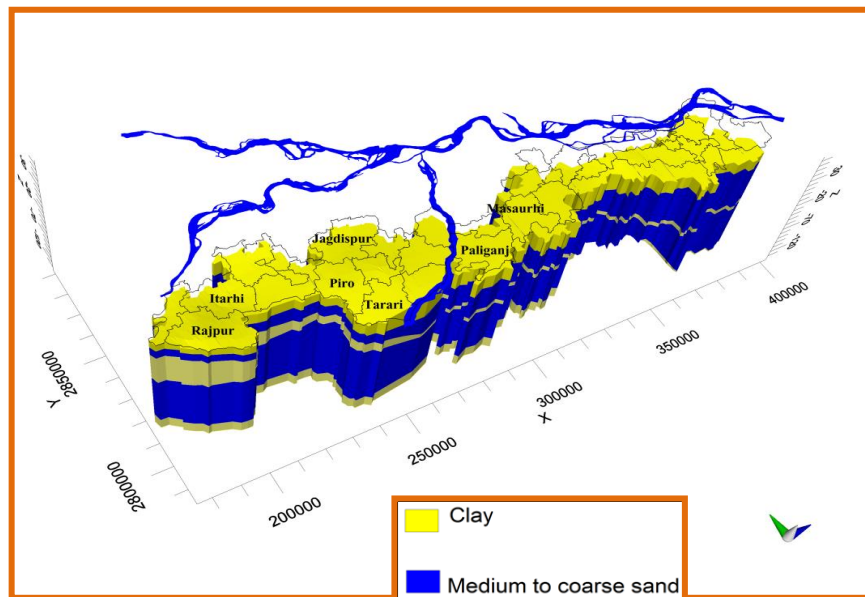 Masaurhi
Jagdispur
Paliganj
Piro
Itarhi
Tarari
Rajpur
Z
Y
2850000
2800000
X
200000
250000
300000
350000
400000
Clay
Medium to coarse sand